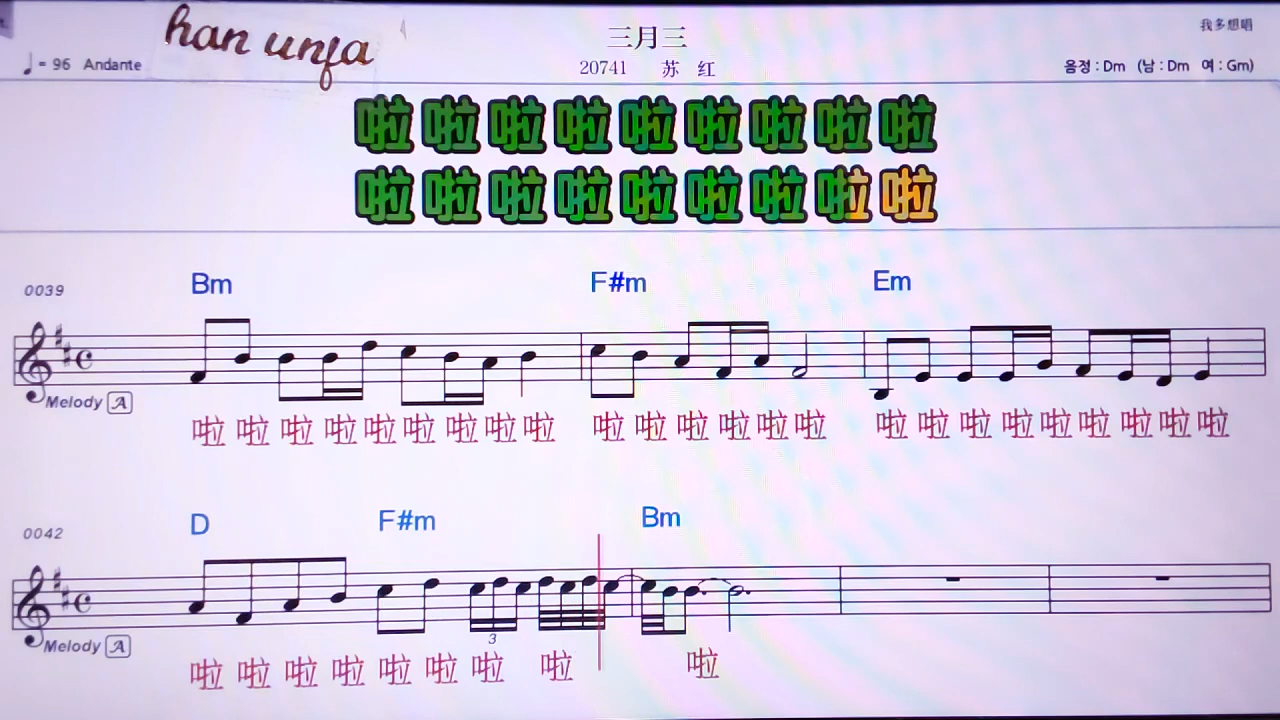 han unfa
三月三
我多想唱
♩= 96 Andante
20741 苏 红
음정 : Dm (남 : Dm 여 : Gm)
啦啦啦啦啦啦啦啦啦
啦啦啦啦啦啦啦啦啦
0039 Bm F#m Em
Melody A
啦 啦 啦 啦 啦 啦 啦 啦 啦 啦 啦 啦 啦 啦 啦 啦 啦 啦 啦 啦 啦 啦 啦 啦
0042 D F#m Bm
3
Melody A
啦 啦 啦 啦 啦 啦 啦 啦 啦